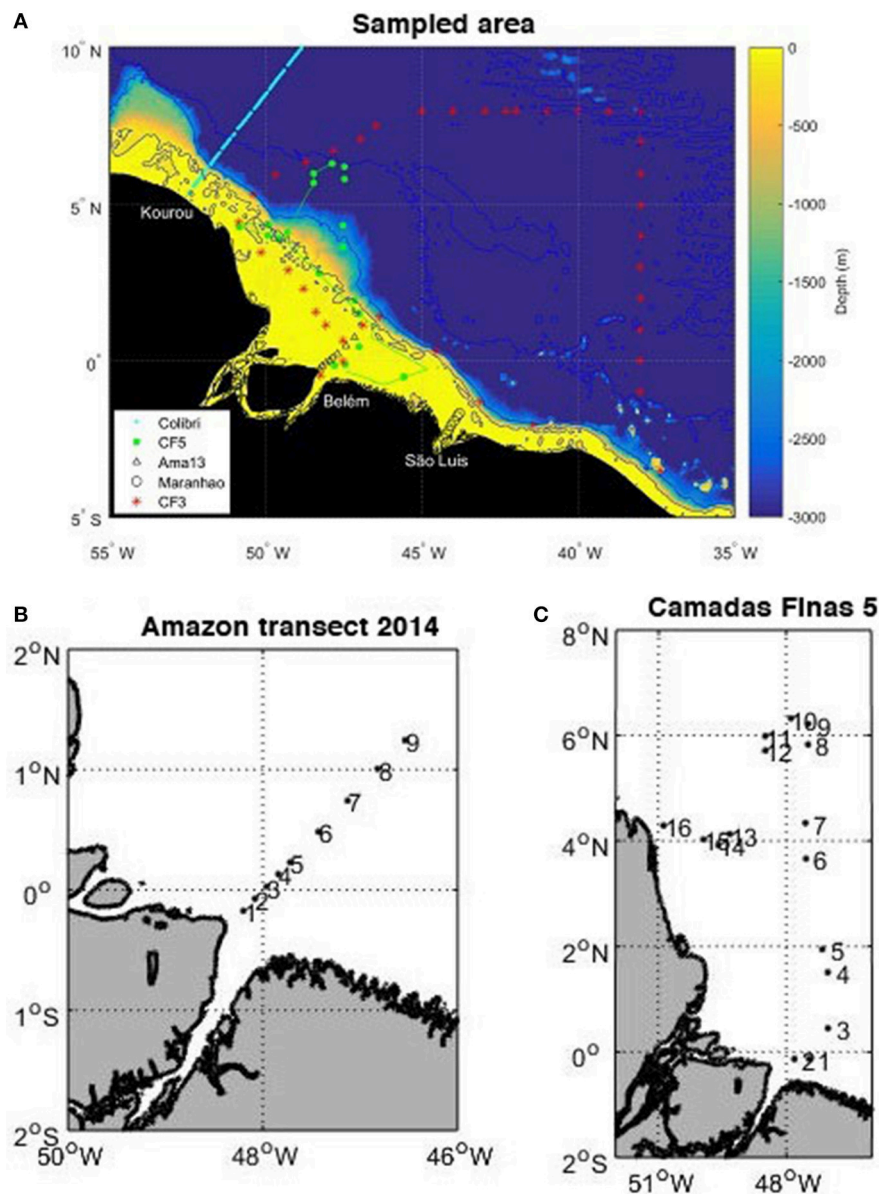 A
Sampled area
10° N
5° N
0°
5° S
55° W
50° W
45° W
40° W
35° W
Kourou
Belém
São Luis
Colibri
CF5
Ama13
Maranhao
CF3
0
-500
-1000
-1500
-2000
-2500
-3000
Depth (m)
B
Amazon transect 2014
2°N
1°N
0°
1°S
2°S
50°W
48°W
46°W
9
8
7
6
5
4
3
2
1
C
Camadas FInas 5
8°N
6°N
4°N
2°N
0°
2°S
51°W
48°W
10
9
11
8
12
7
16
13
15
14
6
5
4
3
2
1